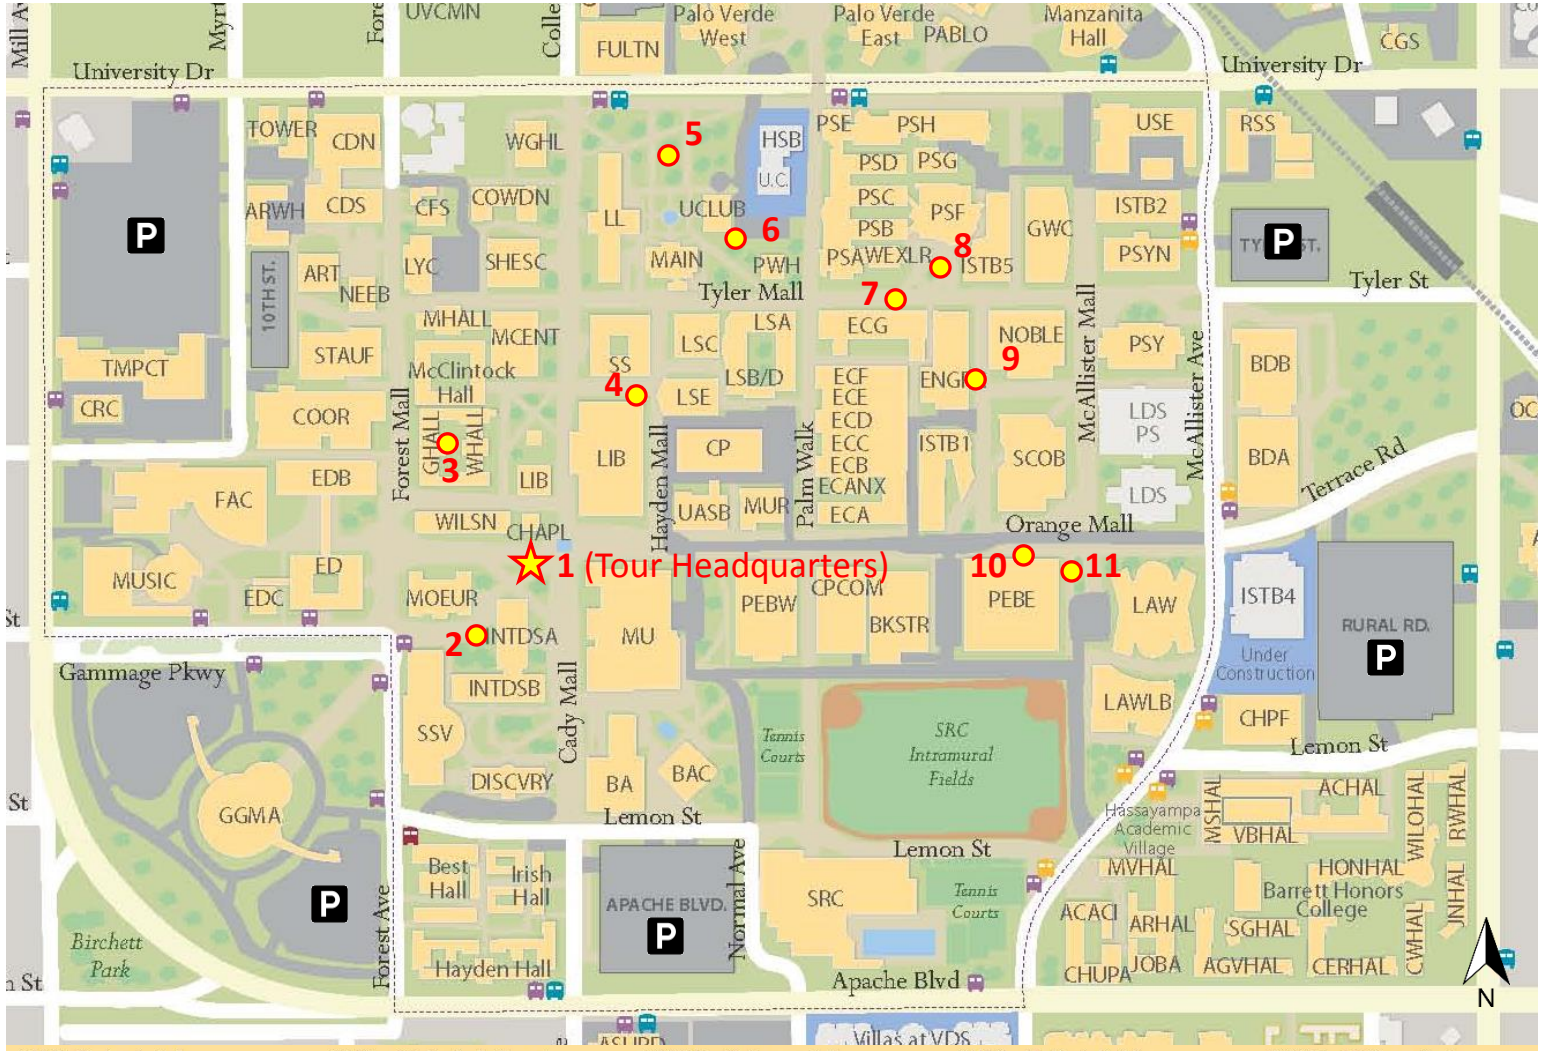 UVCMN
Palo Verde
West
Palo Verde
East
PABLO
Manzanita
Hall
FULTN
CGS
Mill Av
Myrt
Fore
Colle
University Dr
University Dr
TOWER
CDN
WGHL
5
HSB
U.C.
PSE
PSH
USE
RSS
PSD
PSG
ARWH
CDS
CFS
COWDN
LL
UCLUB
6
PSC
PSF
PSB
GWC
ISTB2
P
TY
P
ST.
ART
NEEB
LYC
SHESC
MAIN
PWH
PSA
WEXLR
8
ISTB5
PSYN
10TH ST.
Tyler Mall
7
Tyler St
MHALL
MCENT
STAUF
McClintock
Hall
SS
LSC
LSA
LSB/D
ECG
NOBLE
9
PSY
BDB
TMPCT
CRC
COOR
4
LSE
ECF
ECE
ECD
ECC
ECB
ECANX
ECA
ENGR
McAllister Mall
McAllister Ave
LDS
PS
OC
Forest Mall
GHALL
WHALL
3
LIB
LIB
CP
Hayden Mall
Palm Walk
ISTB1
SCOB
LDS
BDA
Terrace Rd
FAC
EDB
WILSN
CHAPL
UASB
MUR
Orange Mall
MUSIC
ED
EDC
1 (Tour Headquarters)
10
11
MOEUR
2
INTDSA
MU
PEBW
CPCOM
BKSTR
PEBE
LAW
ISTB4
RURAL RD.
P
St
Gammage Pkwy
INTDSB
Cady Mall
Under
Construction
SSV
LAWLB
CHPF
Lemon St
DISCVRY
BA
BAC
Tennis
Courts
SRC
Intramural
Fields
GGMA
St
Lemon St
Lemon St
Hassayampa
Academic
Village
MSHAL
VBHAL
ACHAL
WILOHAL
RWHAL
Best
Hall
Irish
Hall
P
Forest Ave
APACHE BLVD.
P
Normal Ave
SRC
Tennis
Courts
MVHAL
HONHAL
Barrett Honors
College
JNHAL
ACACI
ARHAL
SGHAL
CWHAL
Birchett
Park
Hayden Hall
Apache Blvd
CHUPA
JOBA
AGVHAL
CERHAL
n St
N
Villas at VDS